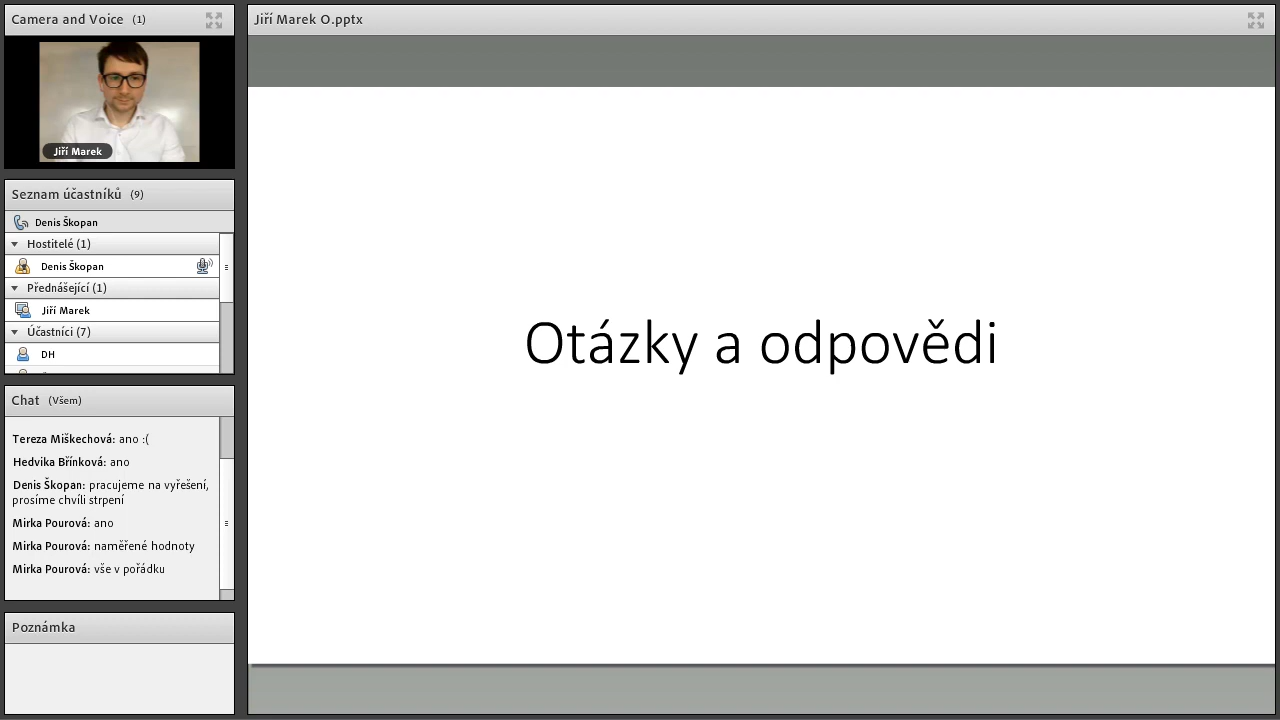 Camera and Voice (1)
Jiří Marek
Seznam účastníků (9)
Denis Škopan
Hostitelé (1)
Denis Škopan
Přednášející (1)
Jiří Marek
Účastníci (7)
DH
Chat (Všem)
Tereza Miškechová: ano :(
Hedvika Břínková: ano
Denis Škopan: pracujeme na vyřešení,
prosíme chvíli strpení
Mirka Pourová: ano
Mirka Pourová: naměřené hodnoty
Mirka Pourová: vše v pořádku
Poznámka
Jiří Marek O.pptx
Otázky a odpovědi